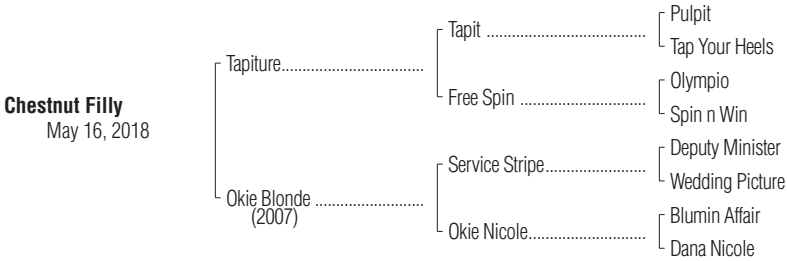 Pulpit
Tapit
Tap Your Heels
Tapiture
Olympio
Free Spin
Spin n Win
Chestnut Filly
May 16, 2018
Deputy Minister
Service Stripe
Wedding Picture
Okie Blonde
(2007)
Blumin Affair
Okie Nicole
Dana Nicole